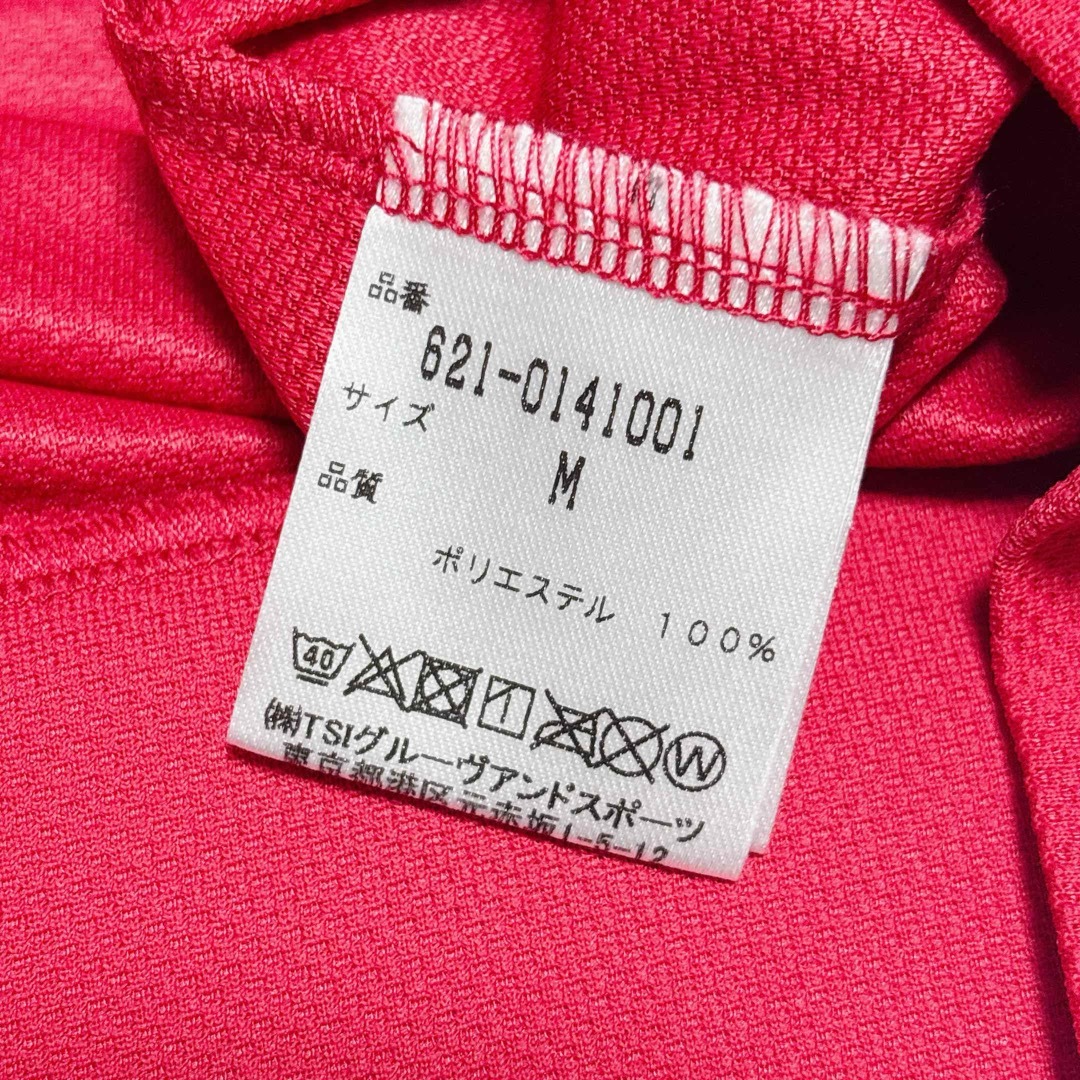 品番
621-0141001
サイズ
M
品質
ポリエステル 100%
40
W
(株)TSIグルーヴアンドスポーツ
東京都港区元赤坂1-5-12